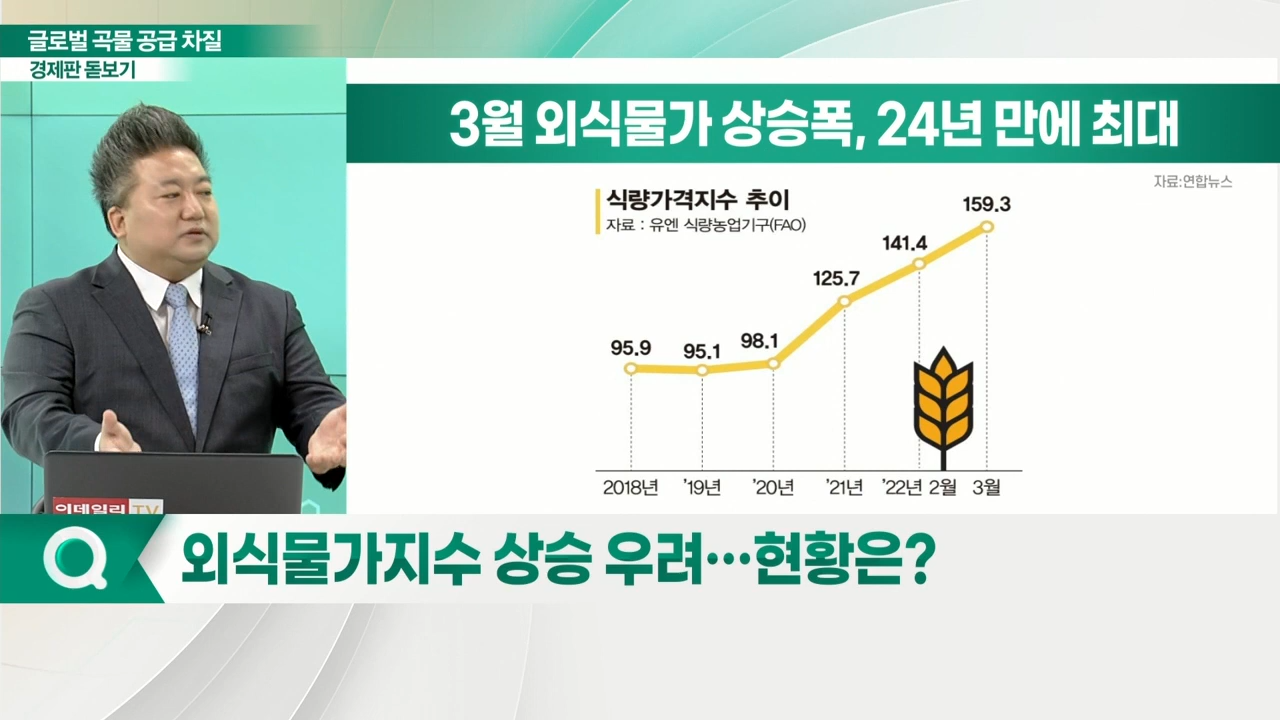 글로벌 곡물 공급 차질
경제판 돋보기
3월 외식물가 상승폭, 24년 만에 최대
자료:연합뉴스
식량가격지수 추이
자료 : 유엔 식량농업기구(FAO)
95.9
95.1
98.1
125.7
141.4
159.3
2018년 '19년 '20년 '21년 '22년 2월 3월
이데일리 TV
외식물가지수 상승 우려…현황은?